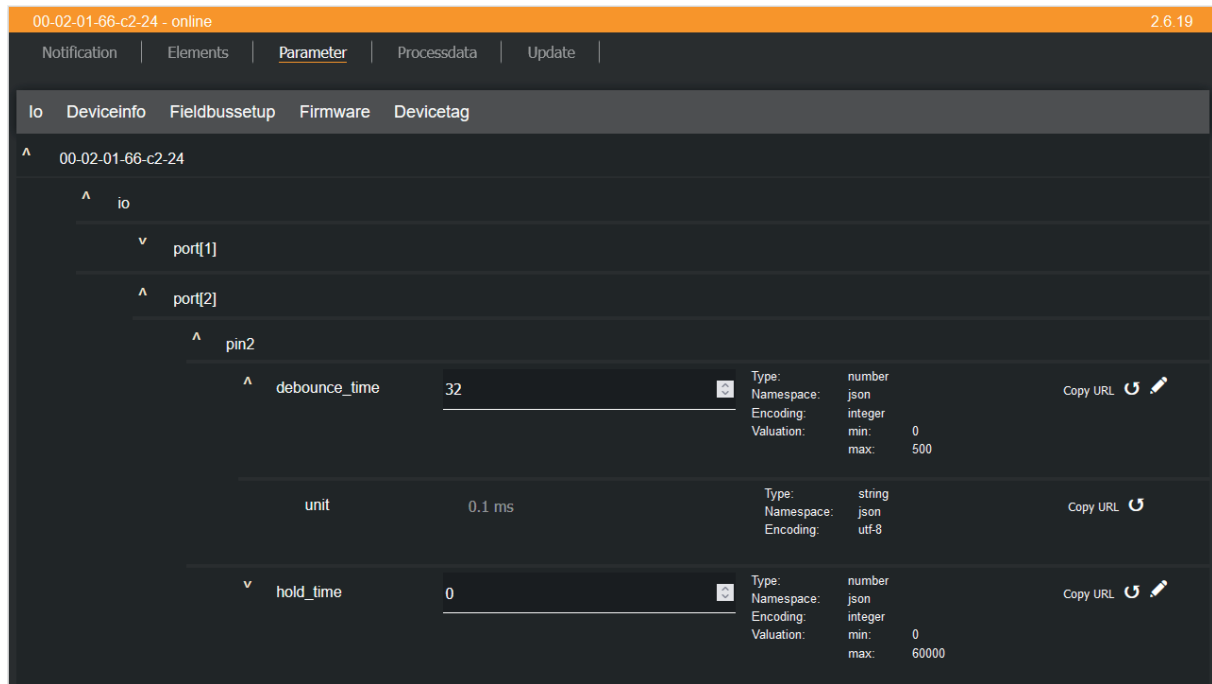 00-02-01-66-c2-24 - online 2.6.19
Notification Elements Parameter Processdata Update
Io Deviceinfo Fieldbussetup Firmware Devicetag
00-02-01-66-c2-24
io
port[1]
port[2]
pin2
debounce_time 32
Type: number
Namespace: json
Encoding: integer
Valuation: min: 0
max: 500
Copy URL
unit 0.1 ms
Type: string
Namespace: json
Encoding: utf-8
Copy URL
hold_time 0
Type: number
Namespace: json
Encoding: integer
Valuation: min: 0
max: 60000
Copy URL